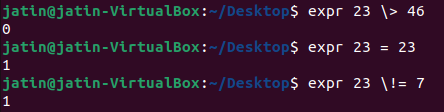 jatin@jatin-VirtualBox:~/Desktop$ expr 23 \> 46
0
jatin@jatin-VirtualBox:~/Desktop$ expr 23 = 23
1
jatin@jatin-VirtualBox:~/Desktop$ expr 23 \!= 7
1